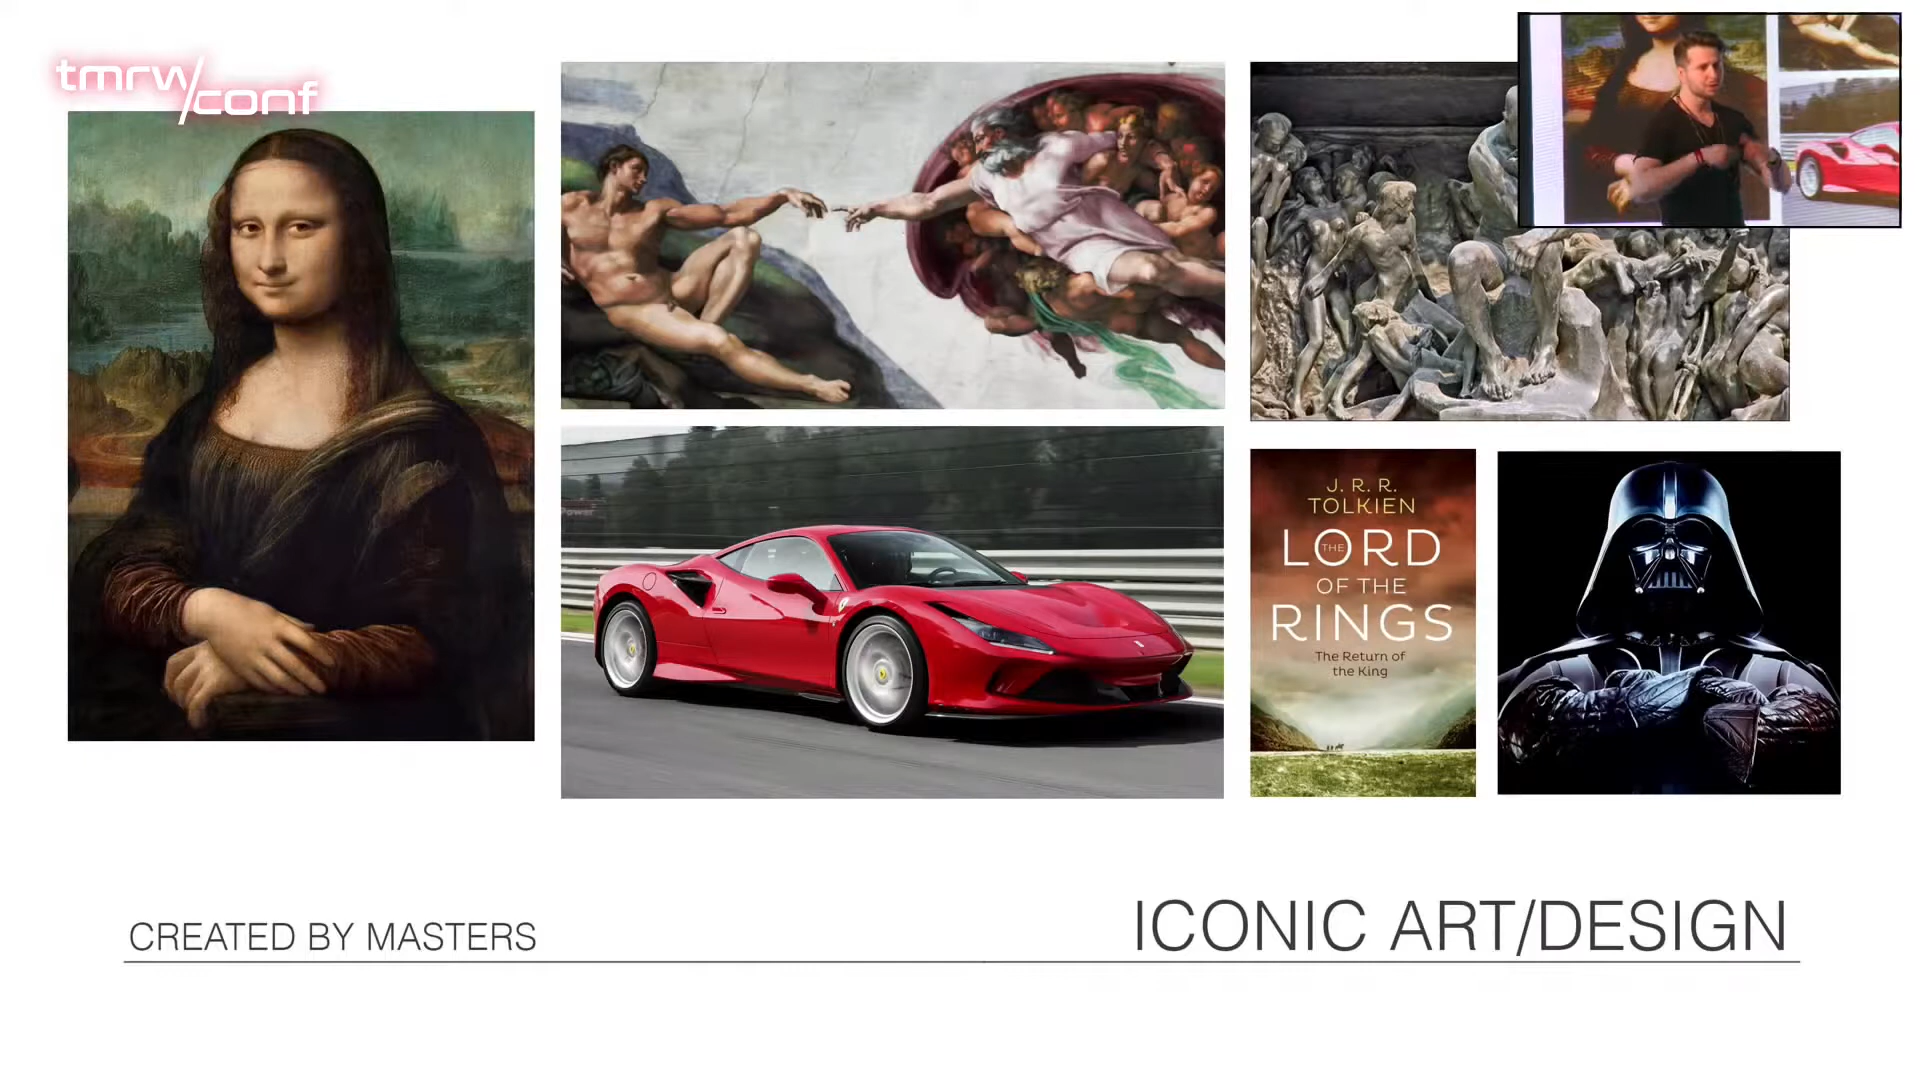 tmrw/
conf
J. R. R.
TOLKIEN
THE
LORD
OF THE
RINGS
The Return of
the King
Power
CREATED BY MASTERS
ICONIC ART/DESIGN